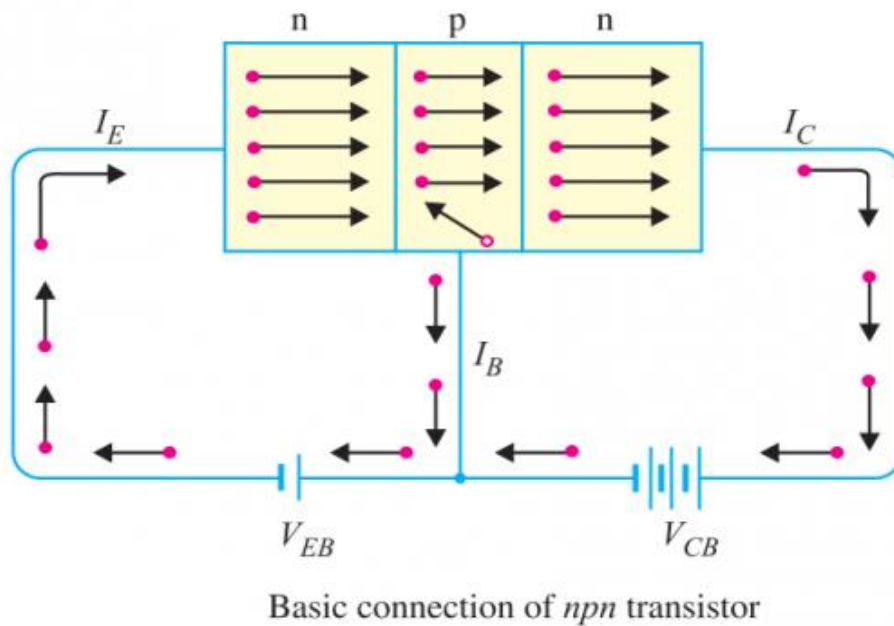 n p n
I_E
I_C
I_B
V_EB
V_CB
Basic connection of npn transistor